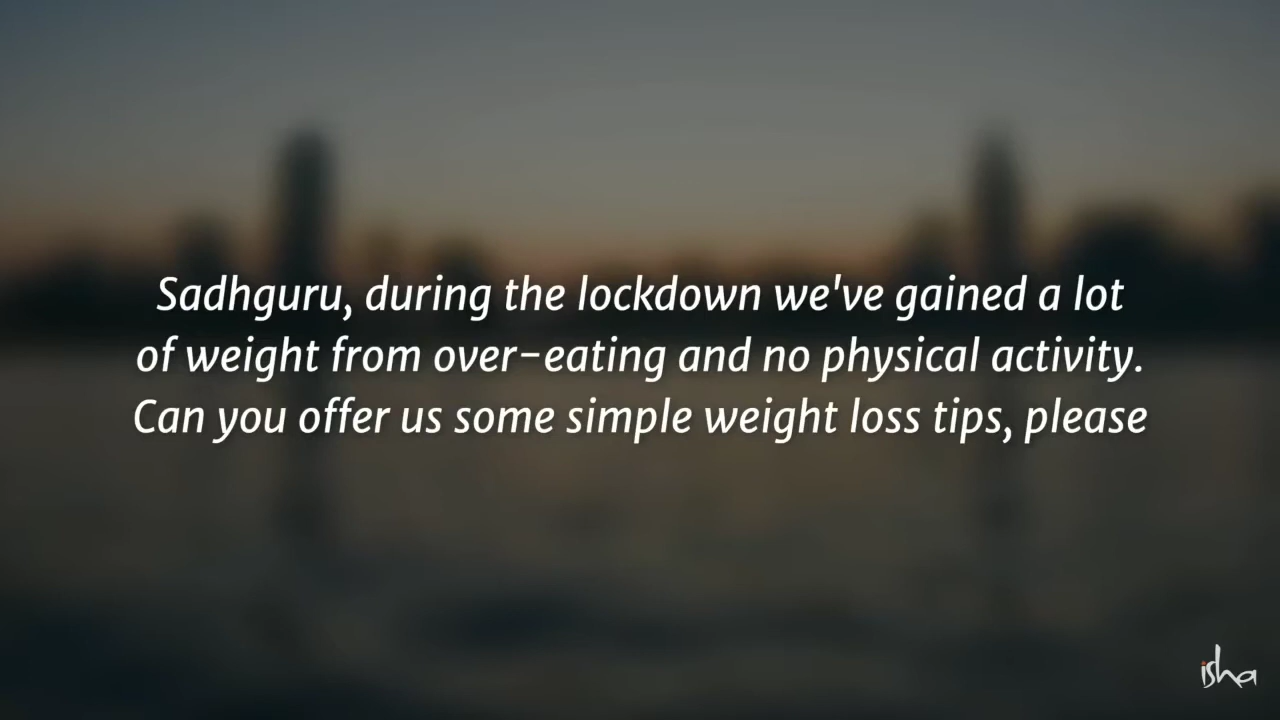 Sadhguru, during the lockdown we've gained a lot
of weight from over-eating and no physical activity.
Can you offer us some simple weight loss tips, please
isha